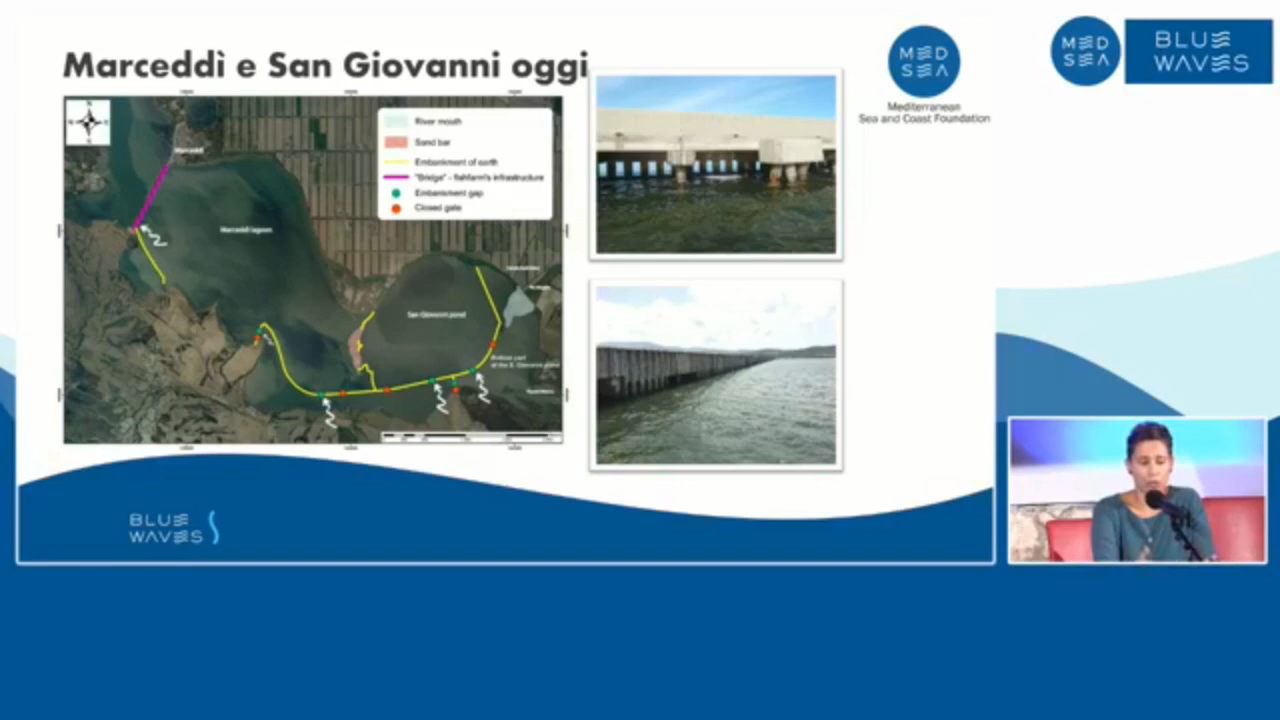 Marceddì e San Giovanni oggi
MED
SEA
Mediterranean
Sea and Coast Foundation
MED
SEA
BLUE
WAVES
N
River mouth
Sand bar
Embankment of earth
"Bridge" - fishfarm's infrastructure
Embankment gap
Closed gate
Marceddì
Marceddì lagoon
San Giovanni pond
BLUE
WAVES